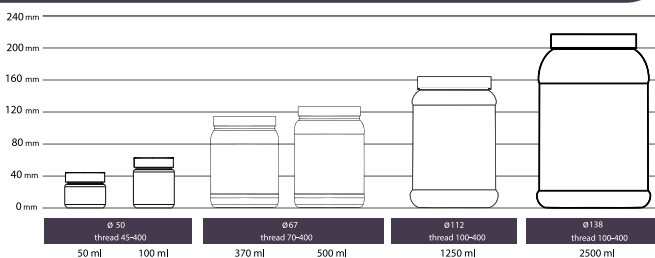 240 mm
200 mm
160 mm
120 mm
80 mm
40 mm
0 mm
Ø 50
thread 45-400
Ø67
thread 70-400
Ø112
thread 100-400
Ø138
thread 100-400
50 ml
100 ml
370 ml
500 ml
1250 ml
2500 ml